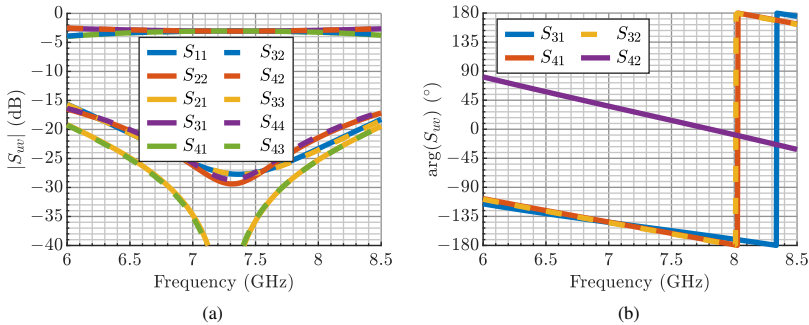 0
−5
−10
−15
−20
−25
−30
−35
−40
|S_uv| (dB)
S_11 S_32
S_22 S_42
S_21 S_33
S_31 S_44
S_41 S_43
6 6.5 7 7.5 8 8.5
Frequency (GHz)
(a)
180
135
90
45
0
−45
−90
−135
−180
arg(S_uv) (°)
S_31 S_32
S_41 S_42
6 6.5 7 7.5 8 8.5
Frequency (GHz)
(b)